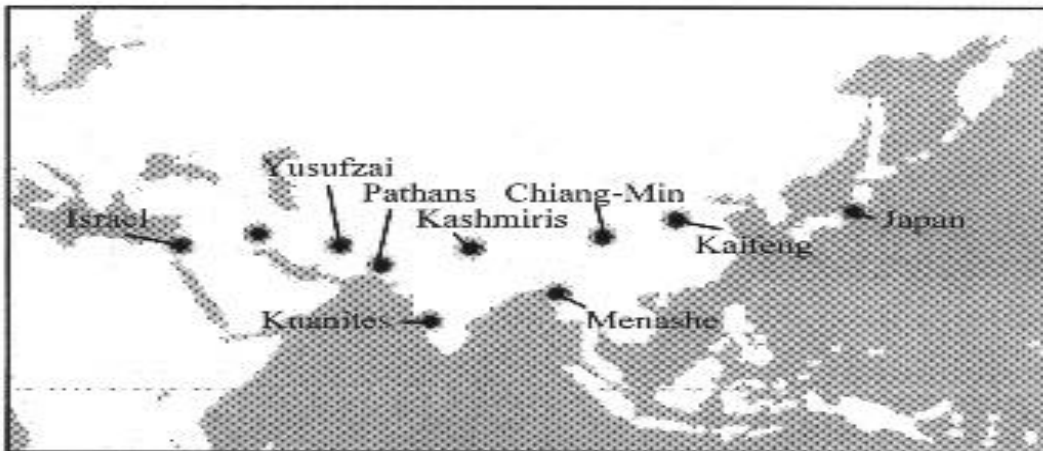 Yusufzai
Pathans
Chiang-Min
Kashmiris
Israel
Japan
Kaifeng
Knanites
Menashe